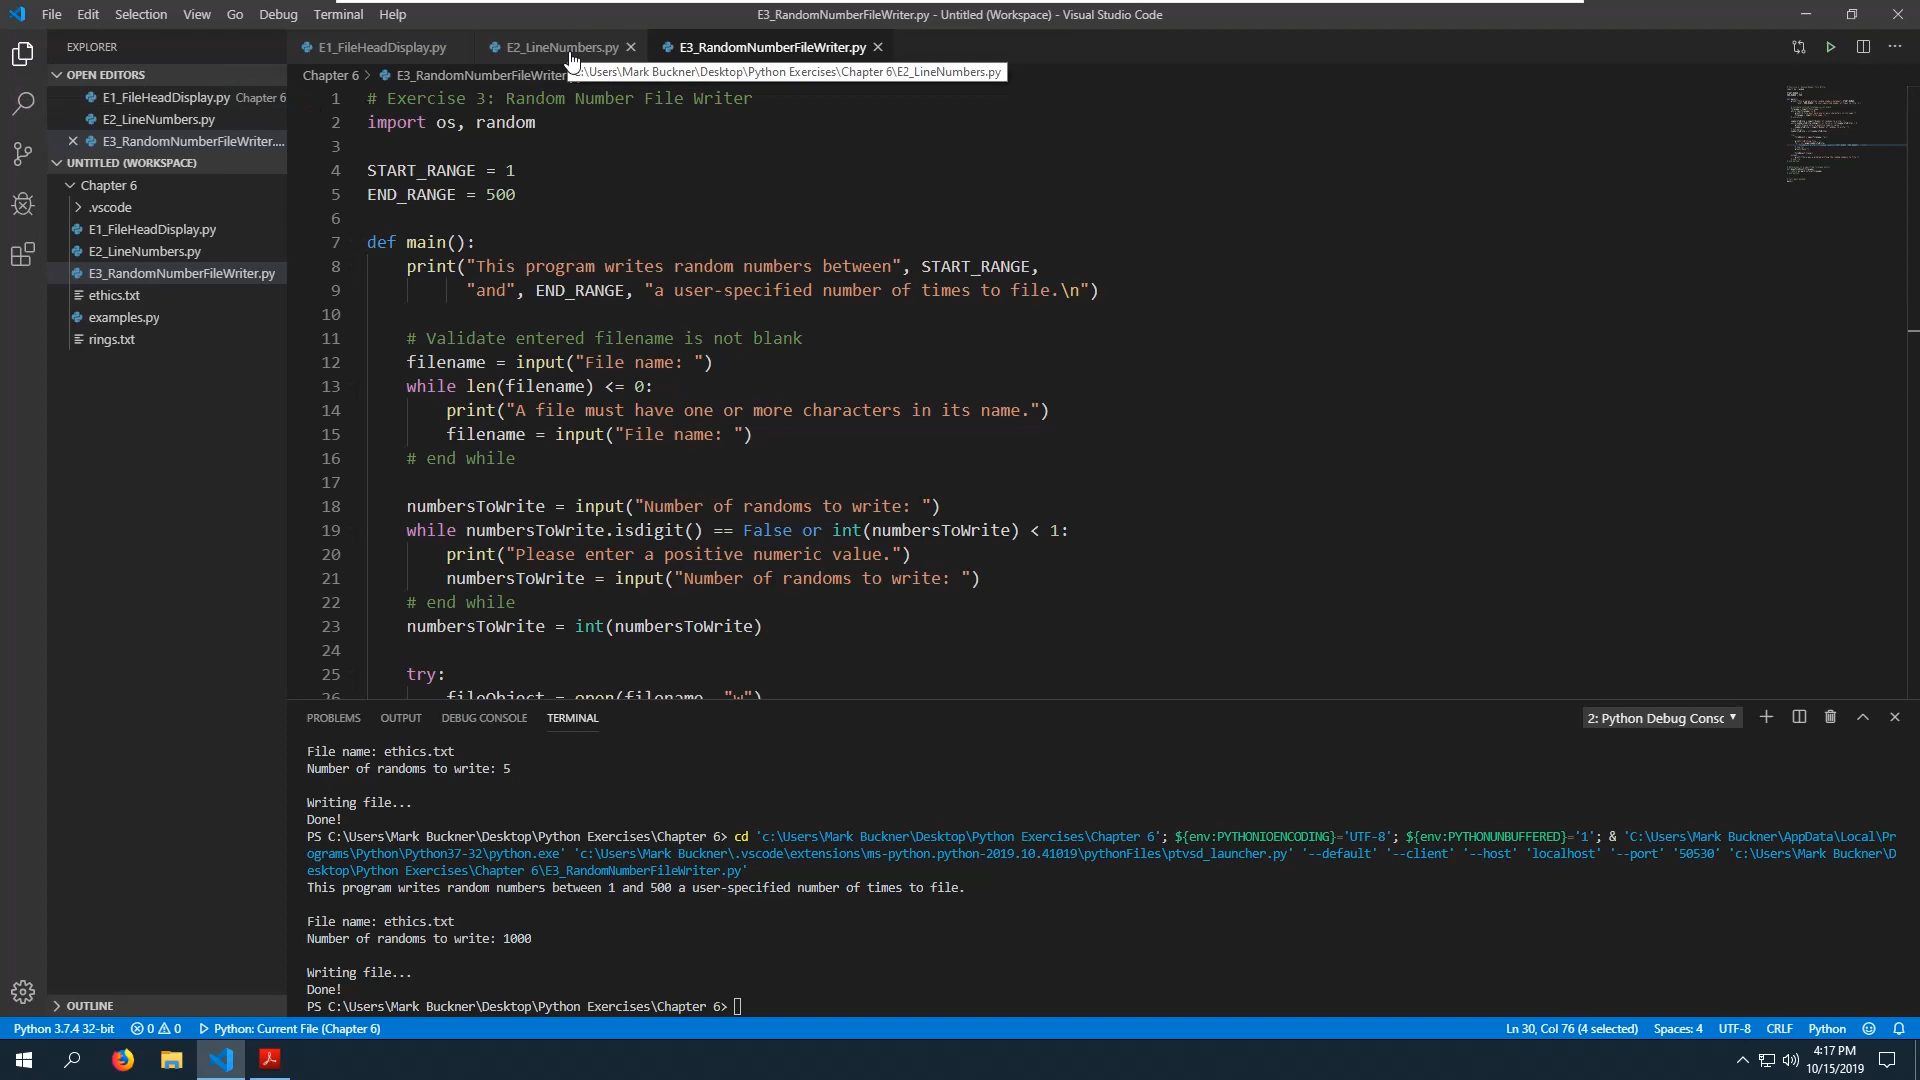 File Edit Selection View Go Debug Terminal Help
E3_RandomNumberFileWriter.py - Untitled (Workspace) - Visual Studio Code
EXPLORER
E1_FileHeadDisplay.py
E2_LineNumbers.py
E3_RandomNumberFileWriter.py
OPEN EDITORS
E1_FileHeadDisplay.py Chapter 6
E2_LineNumbers.py
E3_RandomNumberFileWriter....
UNTITLED (WORKSPACE)
Chapter 6
.vscode
E1_FileHeadDisplay.py
E2_LineNumbers.py
E3_RandomNumberFileWriter.py
ethics.txt
examples.py
rings.txt
OUTLINE
Chapter 6 > E3_RandomNumberFileWriter
:\Users\Mark Buckner\Desktop\Python Exercises\Chapter 6\E2_LineNumbers.py
1 # Exercise 3: Random Number File Writer
2 import os, random
3
4 START_RANGE = 1
5 END_RANGE = 500
6
7 def main():
8 print("This program writes random numbers between", START_RANGE,
9 "and", END_RANGE, "a user-specified number of times to file.\n")
10
11 # Validate entered filename is not blank
12 filename = input("File name: ")
13 while len(filename) <= 0:
14 print("A file must have one or more characters in its name.")
15 filename = input("File name: ")
16 # end while
17
18 numbersToWrite = input("Number of randoms to write: ")
19 while numbersToWrite.isdigit() == False or int(numbersToWrite) < 1:
20 print("Please enter a positive numeric value.")
21 numbersToWrite = input("Number of randoms to write: ")
22 # end while
23 numbersToWrite = int(numbersToWrite)
24
25 try:
26 fileObject = open(filename, "w")
PROBLEMS OUTPUT DEBUG CONSOLE TERMINAL
2: Python Debug Consc
File name: ethics.txt
Number of randoms to write: 5
Writing file...
Done!
PS C:\Users\Mark Buckner\Desktop\Python Exercises\Chapter 6> cd 'c:\Users\Mark Buckner\Desktop\Python Exercises\Chapter 6'; ${env:PYTHONIOENCODING}='UTF-8'; ${env:PYTHONUNBUFFERED}='1'; & 'C:\Users\Mark Buckner\AppData\Local\Pr
ograms\Python\Python37-32\python.exe' 'c:\Users\Mark Buckner\.vscode\extensions\ms-python.python-2019.10.41019\pythonFiles\ptvsd_launcher.py' '--default' '--client' '--host' 'localhost' '--port' '50530' 'c:\Users\Mark Buckner\D
esktop\Python Exercises\Chapter 6\E3_RandomNumberFileWriter.py'
This program writes random numbers between 1 and 500 a user-specified number of times to file.
File name: ethics.txt
Number of randoms to write: 1000
Writing file...
Done!
PS C:\Users\Mark Buckner\Desktop\Python Exercises\Chapter 6>
Python 3.7.4 32-bit 0 0 Python: Current File (Chapter 6)
Ln 30, Col 76 (4 selected) Spaces: 4 UTF-8 CRLF Python
4:17 PM
10/15/2019